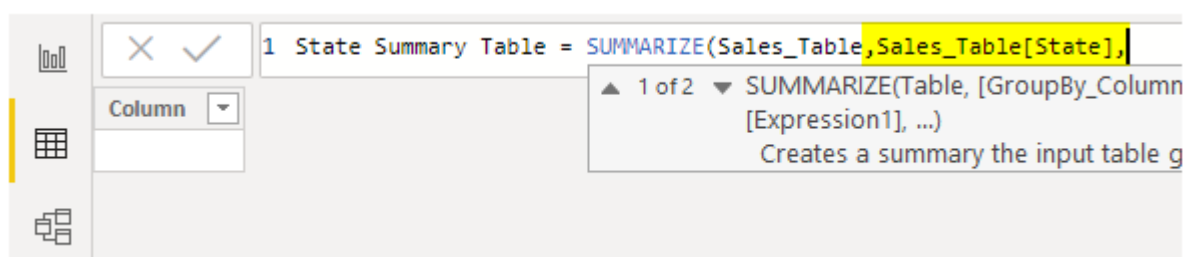 1 State Summary Table = SUMMARIZE(Sales_Table,Sales_Table[State],
▲ 1 of 2 ▼ SUMMARIZE(Table, [GroupBy_Column
[Expression1], ...)
Creates a summary the input table g
Column